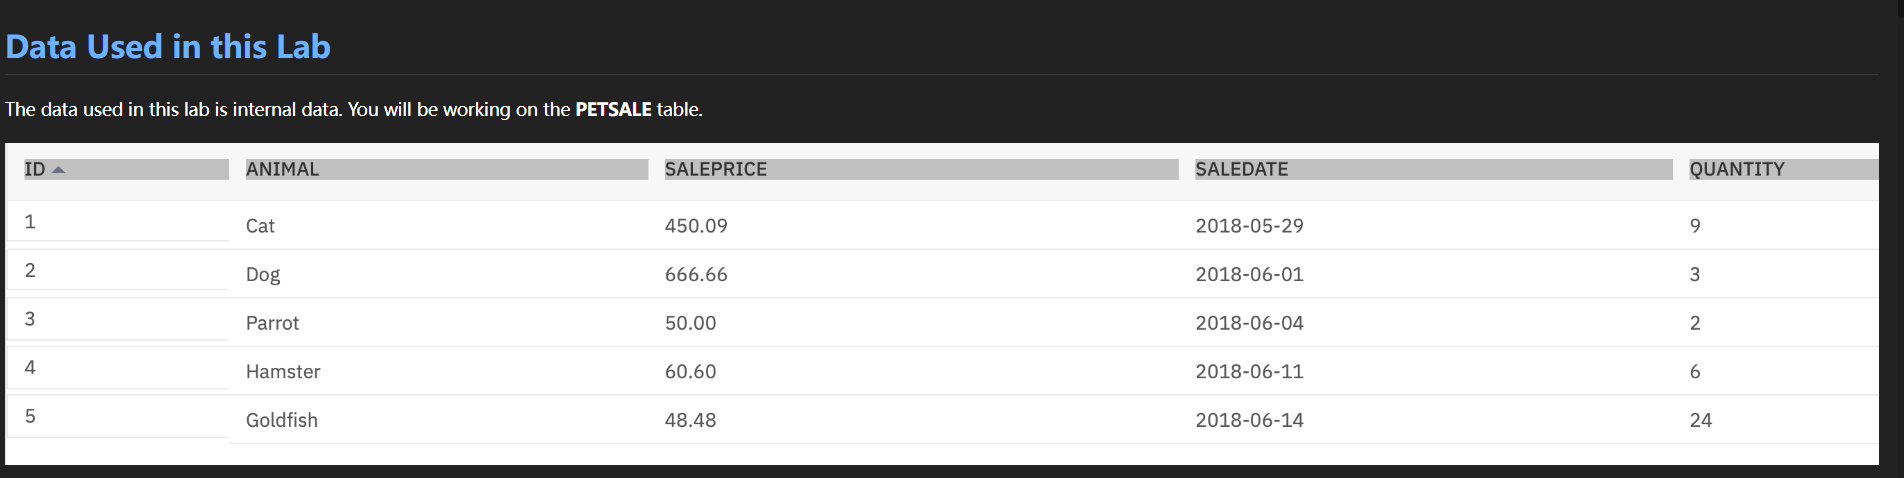 Data Used in this Lab
The data used in this lab is internal data. You will be working on the PETSALE table.
ID ANIMAL SALEPRICE SALEDATE QUANTITY
1 Cat 450.09 2018-05-29 9
2 Dog 666.66 2018-06-01 3
3 Parrot 50.00 2018-06-04 2
4 Hamster 60.60 2018-06-11 6
5 Goldfish 48.48 2018-06-14 24